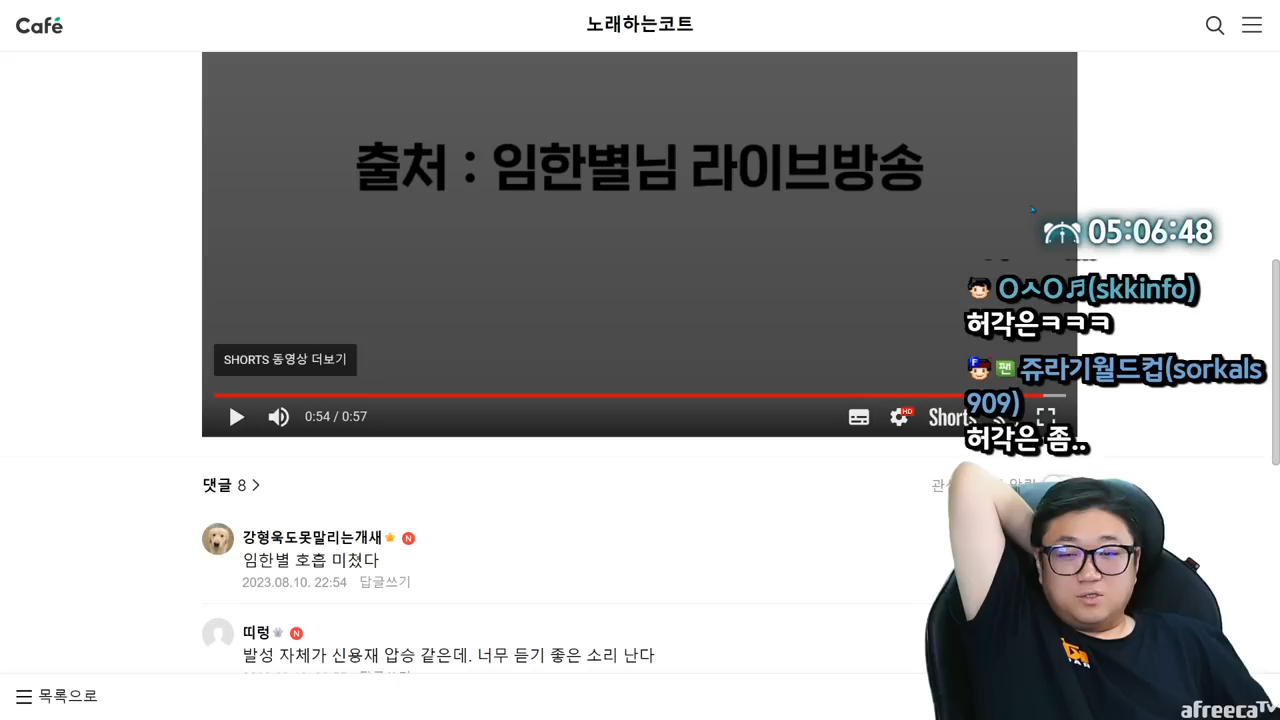 Café
노래하는코트
출처 : 임한별님 라이브방송
05:06:48
ㅇㅅㅇ♬(skkinfo)
허각은ㅋㅋㅋ
F 팬 쥬라기월드컵(sorkals
909)
허각은 좀..
SHORTS 동영상 더보기
0:54 / 0:57
HD
Shorts
댓글 8 >
강형욱도못말리는개새 N
임한별 호흡 미쳤다
2023.08.10. 22:54 답글쓰기
띠렁 N
발성 자체가 신용재 압승 같은데. 너무 듣기 좋은 소리 난다
목록으로
afreecaTV